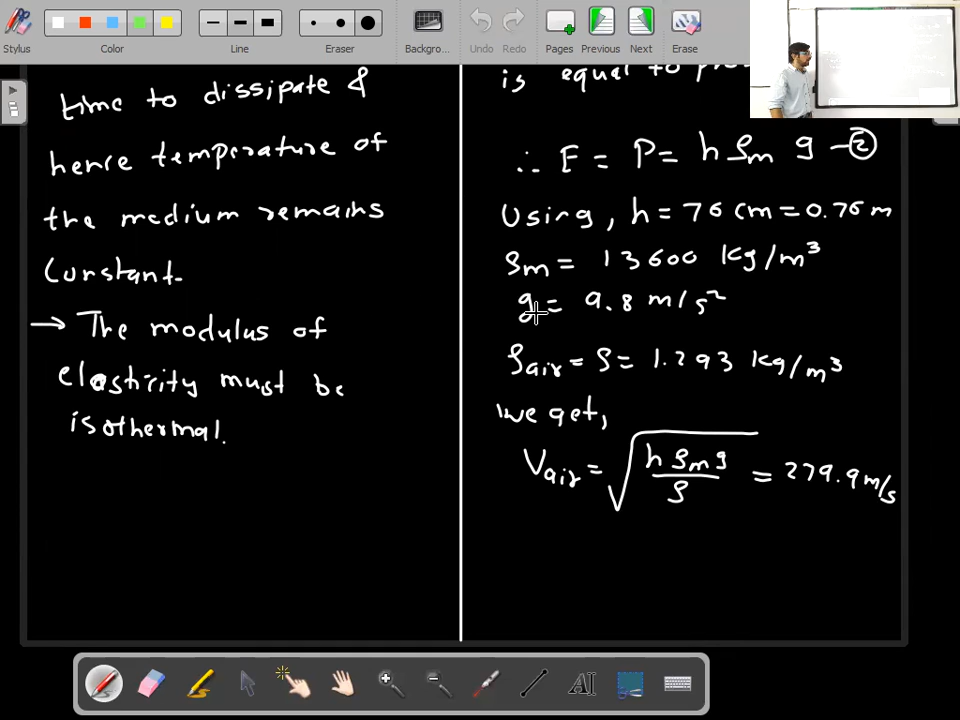 Stylus
Color
Line
Eraser
Backgro...
Undo
Redo
Pages
Previous
Next
Erase
time to dissipate &
hence temperature of
the medium remains
constant.
→ The modulus of
elasticity must be
isothermal.
is equal to
∴ E = P = h ρm g —②
Using, h = 76 cm = 0.76 m
ρm = 13600 kg/m³
g = 9.8 m/s²
ρair = ρ = 1.293 kg/m³
we get,
Vair = √(h ρm g / ρ) = 279.9 m/s